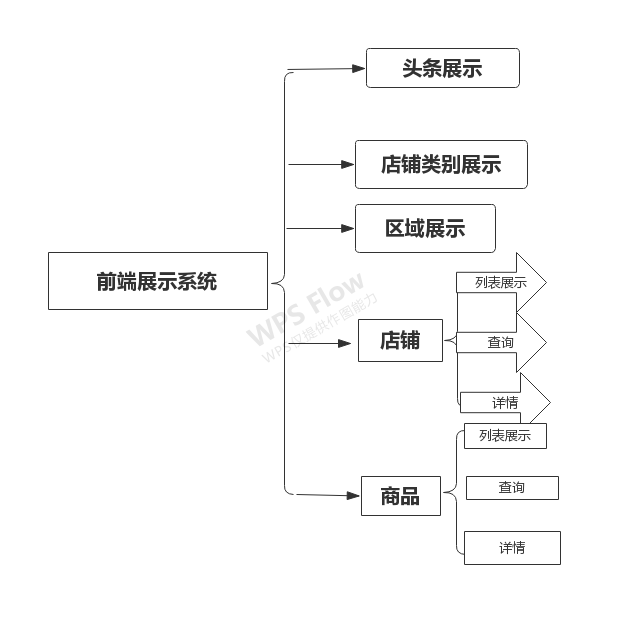 头条展示
店铺类别展示
区域展示
前端展示系统
WPS Flow
WPS仅提供作图能力
店铺
列表展示
查询
详情
商品
列表展示
查询
详情